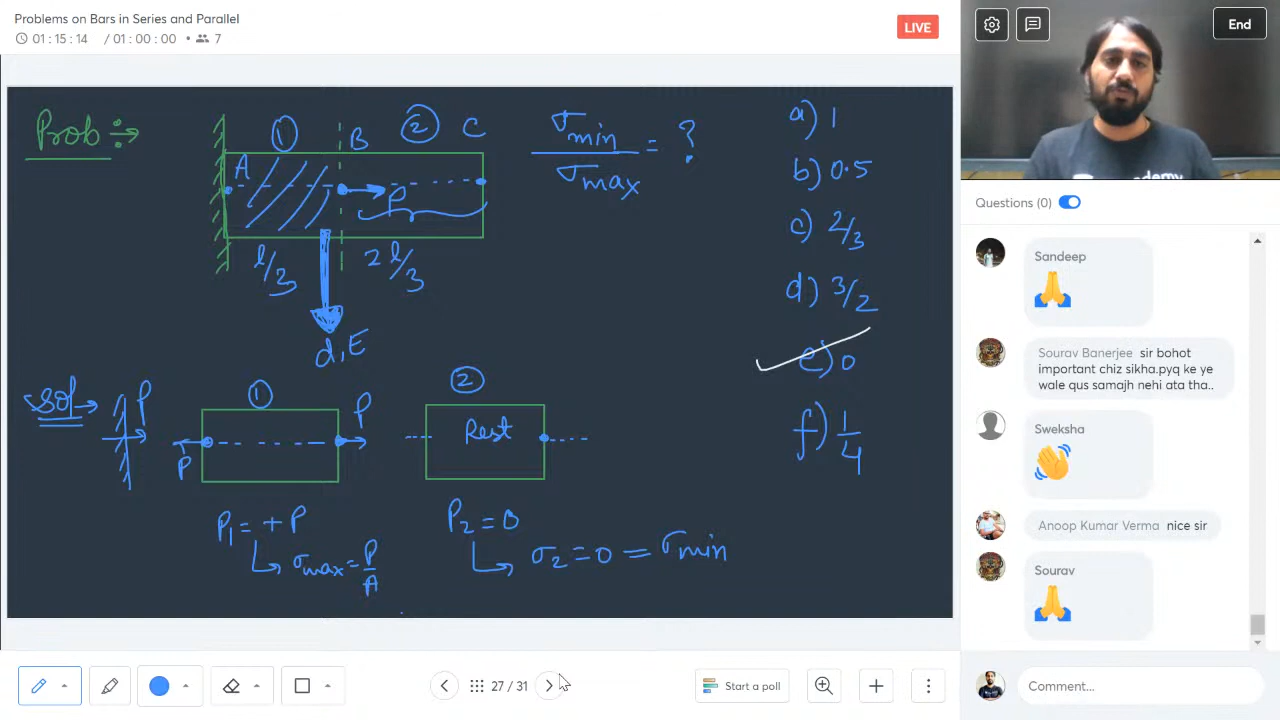 Problems on Bars in Series and Parallel
01 : 15 : 14 / 01 : 00 : 00 • 7
LIVE
End
Prob :→
① B ② C
A
P
l/3 2l/3
d, E
σmin/σmax = ?
a) 1
b) 0.5
c) 2/3
d) 3/2
e) 0
f) 1/4
Sol → P ① P ②
P Rest
P1 = + P P2 = 0
σmax = P/A σ2 = 0 = σmin
Questions (0)
Sandeep
🙏
Sourav Banerjee sir bohot
important chiz sikha.pyq ke ye
wale qus samajh nehi ata tha..
Sweksha
👋
Anoop Kumar Verma nice sir
Sourav
🙏
27 / 31
Start a poll
Comment...